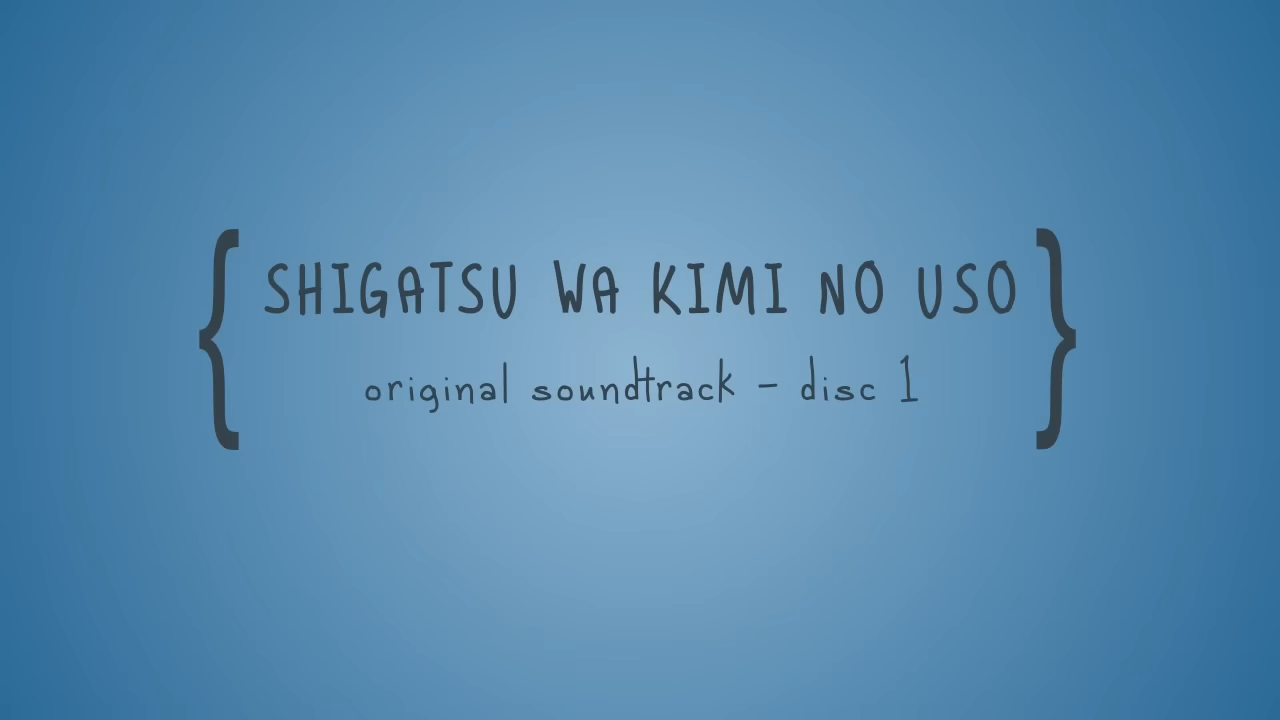 { SHIGATSU WA KIMI NO USO }
original soundtrack - disc 1